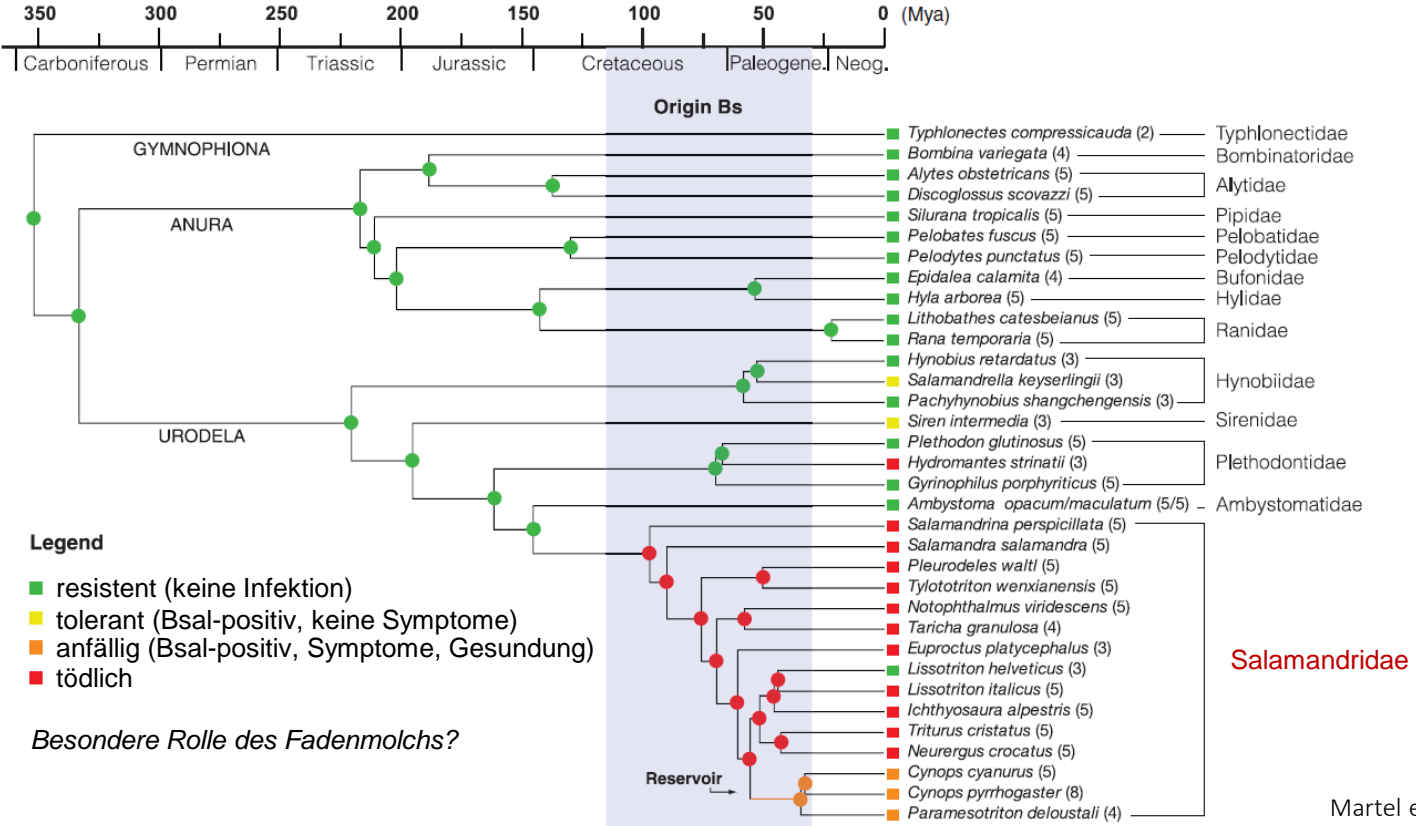 350 300 250 200 150 100 50 0 (Mya)
Carboniferous Permian Triassic Jurassic Cretaceous Paleogene. Neog.
Origin Bs
GYMNOPHIONA
ANURA
URODELA
Typhlonectes compressicauda (2) Typhlonectidae
Bombina variegata (4) Bombinatoridae
Alytes obstetricans (5)
Alytidae
Discoglossus scovazzi (5)
Silurana tropicalis (5) Pipidae
Pelobates fuscus (5) Pelobatidae
Pelodytes punctatus (5) Pelodytidae
Epidalea calamita (4) Bufonidae
Hyla arborea (5) Hylidae
Lithobathes catesbeianus (5)
Ranidae
Rana temporaria (5)
Hynobius retardatus (3)
Salamandrella keyserlingii (3) Hynobiidae
Pachyhynobius shangchengensis (3)
Siren intermedia (3) Sirenidae
Plethodon glutinosus (5)
Hydromantes strinatii (3) Plethodontidae
Gyrinophilus porphyriticus (5)
Ambystoma opacum/maculatum (5/5) Ambystomatidae
Salamandrina perspicillata (5)
Salamandra salamandra (5)
Pleurodeles waltl (5)
Tylototriton wenxianensis (5)
Notophthalmus viridescens (5)
Taricha granulosa (4)
Euproctus platycephalus (3)
Salamandridae
Lissotriton helveticus (3)
Lissotriton italicus (5)
Ichthyosaura alpestris (5)
Triturus cristatus (5)
Neurergus crocatus (5)
Cynops cyanurus (5)
Cynops pyrrhogaster (8)
Paramesotriton deloustali (4)
Reservoir
Legend
resistent (keine Infektion)
tolerant (Bsal-positiv, keine Symptome)
anfällig (Bsal-positiv, Symptome, Gesundung)
tödlich
Besondere Rolle des Fadenmolchs?
Martel e